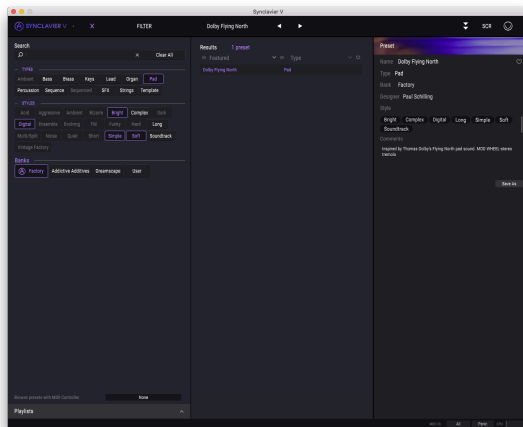 Synclavier V
SYNCLAVIER V
FILTER
Dolby Flying North
SCR
Search
Clear All
TYPES
Ambient Bass Brass Keys Lead Organ Pad
Percussion Sequence Sequenced SFX Strings Template
STYLES
Acid Aggressive Ambient Bizarre Bright Complex Dark
Digital Ensemble Evolving FM Funky Hard Long
Multi-Split Noise Quiet Short Simple Soft Soundtrack
Vintage Factory
Banks
Factory Addictive Additives Dreamscape User
Browse presets with MIDI Controller None
Playlists
Results 1 preset
Featured Type
Dolby Flying North Pad
Preset
Name Dolby Flying North
Type Pad
Bank Factory
Designer Paul Schilling
Style
Bright Complex Digital Long Simple Soft
Soundtrack
Comments
Inspired by Thomas Dolby's Flying North pad sound. MOD WHEEL: stereo
tremolo
Save As
All Panic